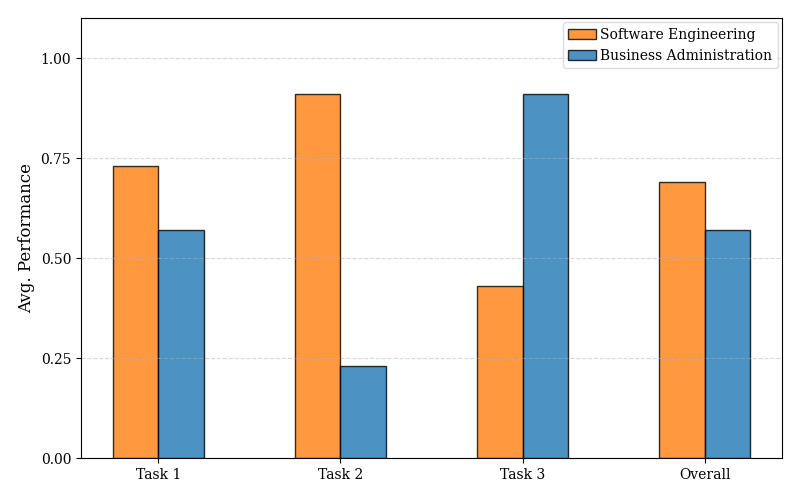 Software Engineering
Business Administration
Avg. Performance
1.00
0.75
0.50
0.25
0.00
Task 1
Task 2
Task 3
Overall